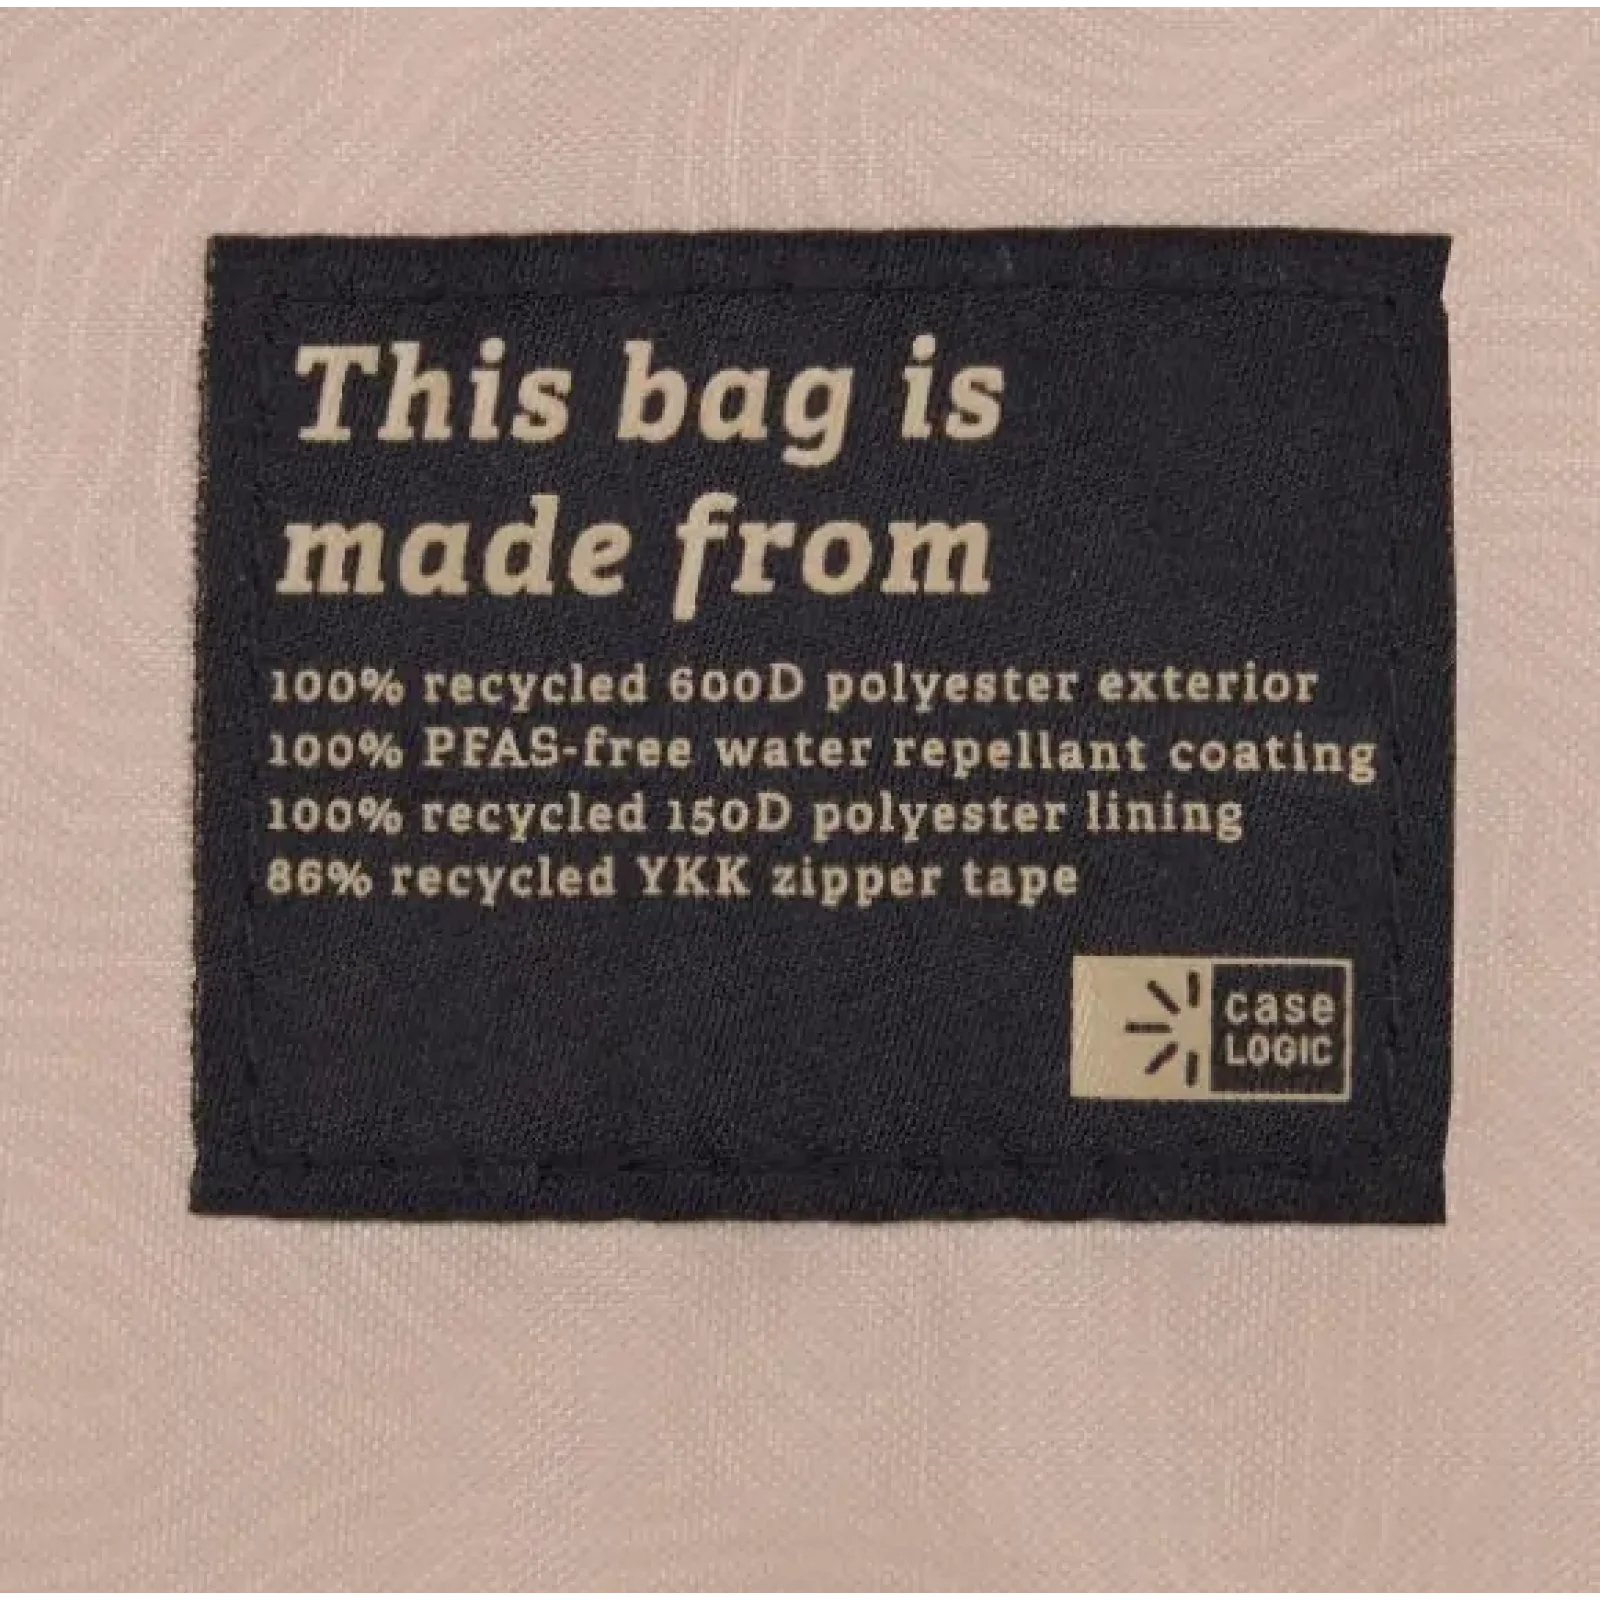 This bag is
made from
100% recycled 600D polyester exterior
100% PFAS-free water repellant coating
100% recycled 150D polyester lining
86% recycled YKK zipper tape
case
LOGIC